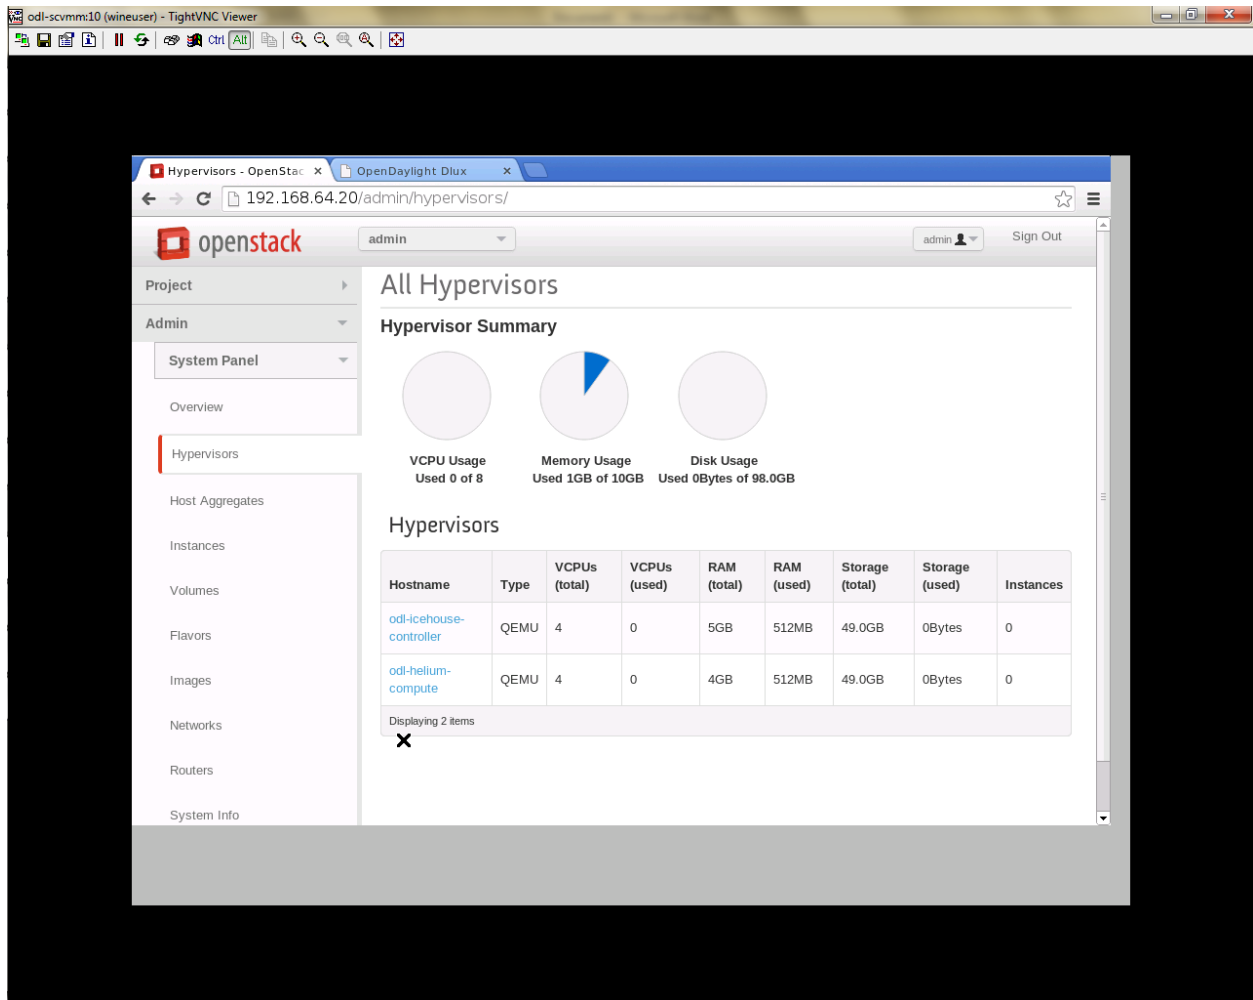 odl-scvmm:10 (wineuser) - TightVNC Viewer
Ctrl Alt
Hypervisors - OpenStac
OpenDaylight Dlux
192.168.64.20/admin/hypervisors/
openstack
admin
admin
Sign Out
Project
Admin
System Panel
Overview
Hypervisors
Host Aggregates
Instances
Volumes
Flavors
Images
Networks
Routers
System Info
All Hypervisors
Hypervisor Summary
VCPU Usage
Used 0 of 8
Memory Usage
Used 1GB of 10GB
Disk Usage
Used 0Bytes of 98.0GB
Hypervisors
Hostname Type VCPUs (total) VCPUs (used) RAM (total) RAM (used) Storage (total) Storage (used) Instances
odl-icehouse-controller QEMU 4 0 5GB 512MB 49.0GB 0Bytes 0
odl-helium-compute QEMU 4 0 4GB 512MB 49.0GB 0Bytes 0
Displaying 2 items